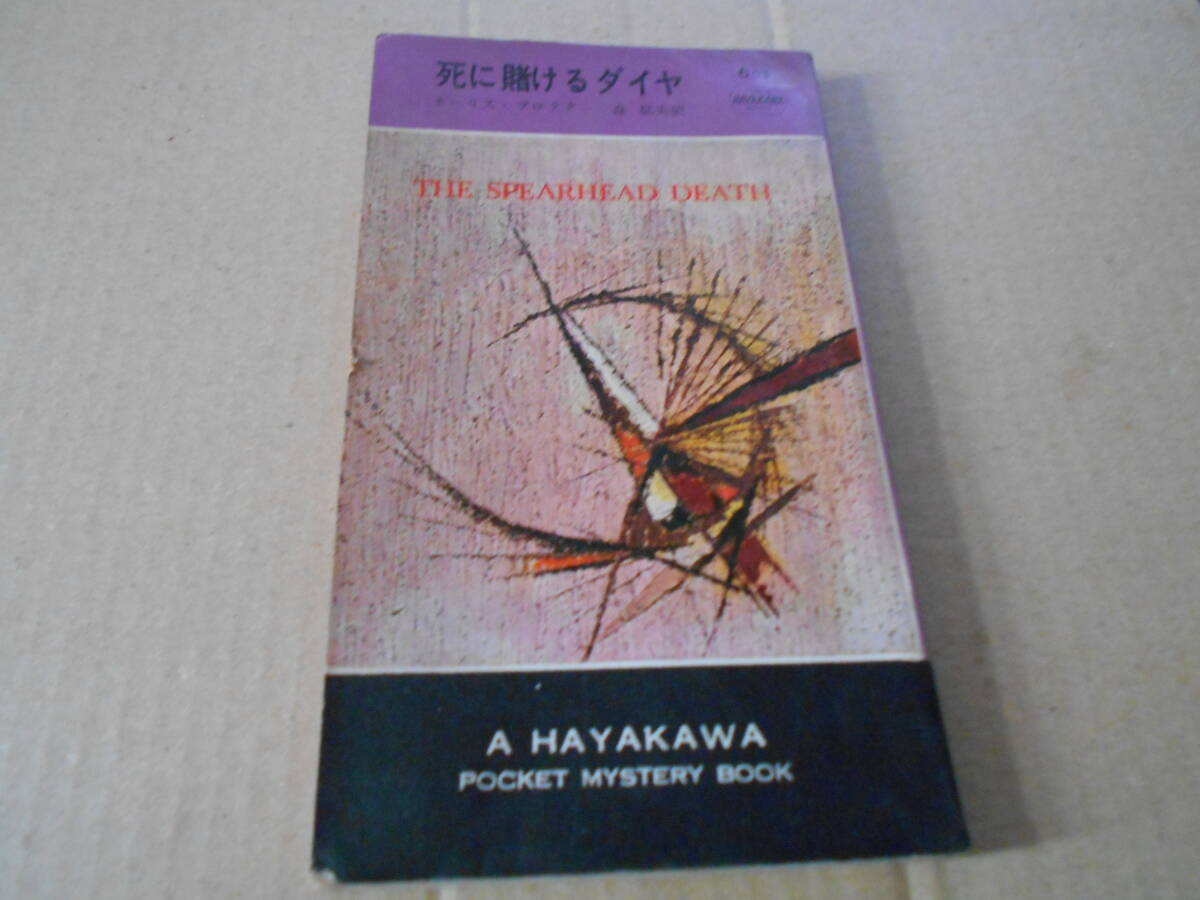 死に賭けるダイヤ
THE SPEARHEAD DEATH
A HAYAKAWA
POCKET MYSTERY BOOK